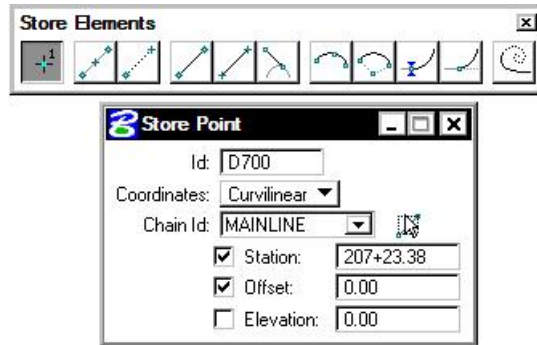 Store Elements
1
Store Point
Id: D700
Coordinates: Curvilinear
Chain Id: MAINLINE
Station: 207+23.38
Offset: 0.00
Elevation: 0.00